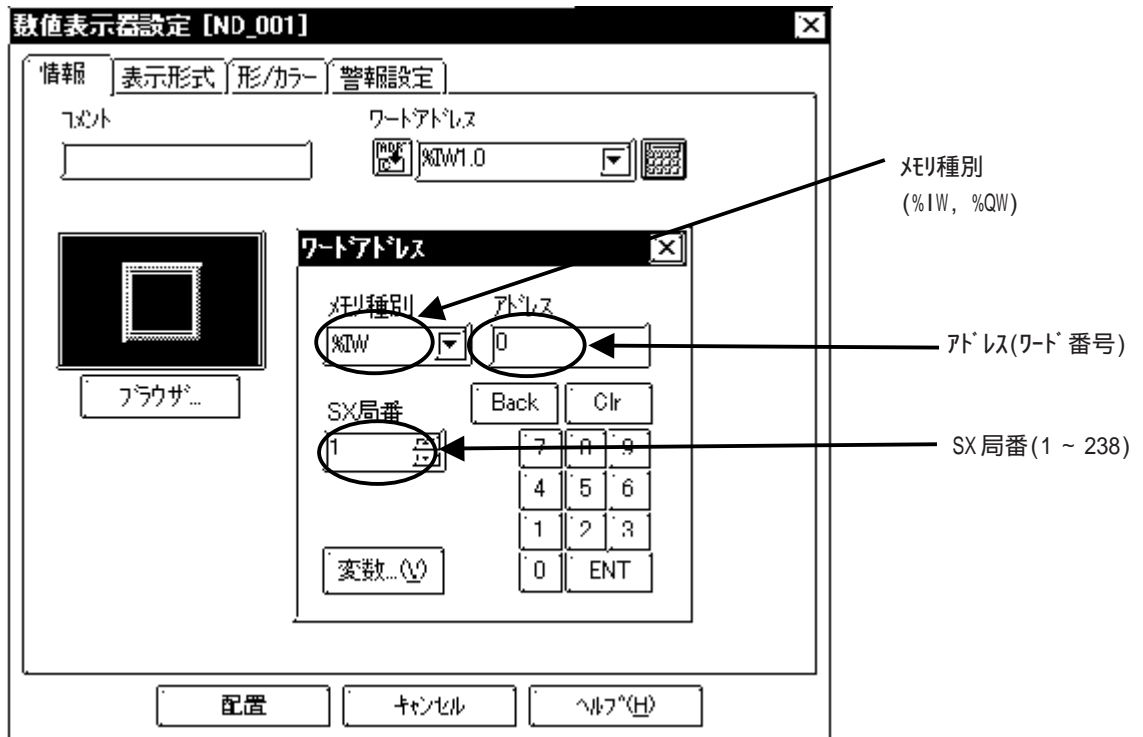 数値表示器設定 [ND_001]
情報 表示形式 形/カラー 警報設定
コメント
ワードアドレス
%IW1.0
ブラウザ...
ワードアドレス
メモリ種別
アドレス
%IW
0
SX局番
1
Back Clr
7 8 9
4 5 6
1 2 3
0 ENT
変数...(V)
配置 キャンセル ヘルプ(H)
メモリ種別
(%IW, %QW)
アドレス(ワード番号)
SX局番(1 ~ 238)